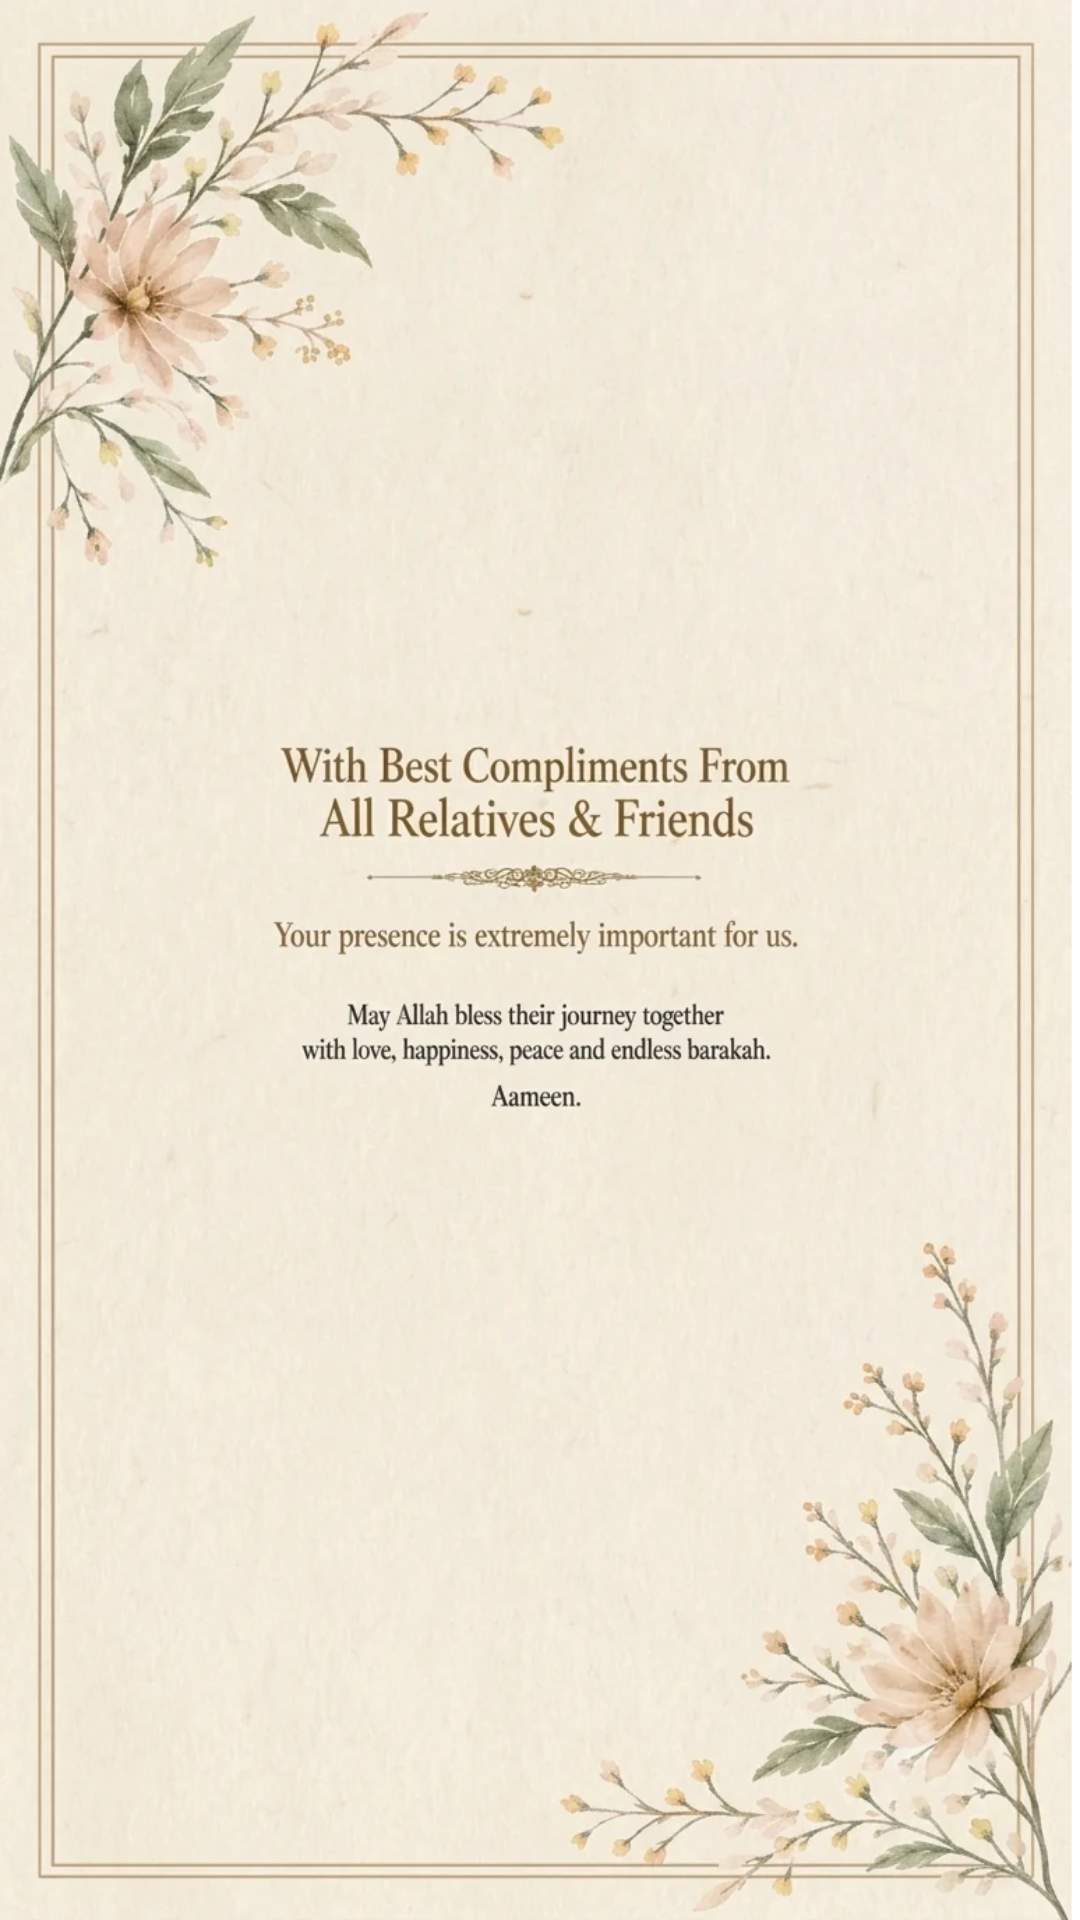 With Best Compliments From
All Relatives & Friends
Your presence is extremely important for us.
May Allah bless their journey together
with love, happiness, peace and endless barakah.
Aameen.